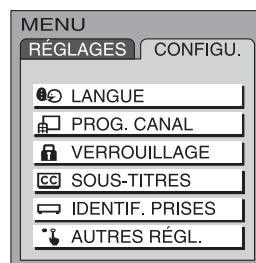 MENU
RÉGLAGES CONFIGU.
LANGUE
PROG. CANAL
VERROUILLAGE
CC SOUS-TITRES
IDENTIF. PRISES
AUTRES RÉGL.